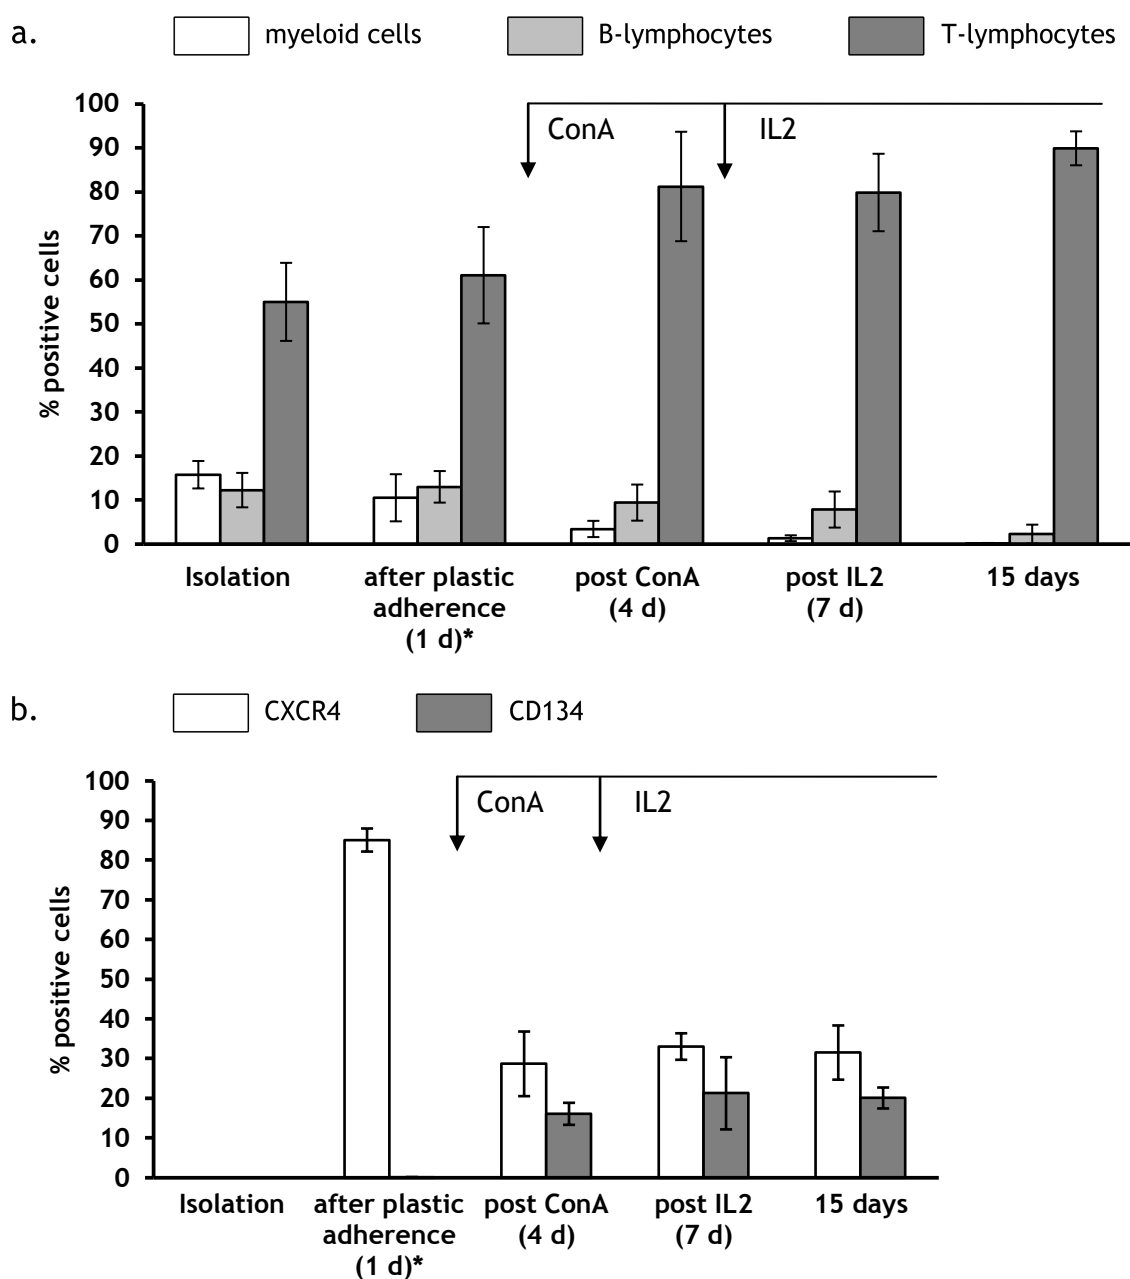 a.
myeloid cells B-lymphocytes T-lymphocytes
100
90
80
70
60
50
40
30
20
10
0
% positive cells
ConA IL2
Isolation after plastic adherence (1 d)* post ConA (4 d) post IL2 (7 d) 15 days
b.
CXCR4 CD134
100
90
80
70
60
50
40
30
20
10
0
% positive cells
ConA IL2
Isolation after plastic adherence (1 d)* post ConA (4 d) post IL2 (7 d) 15 days